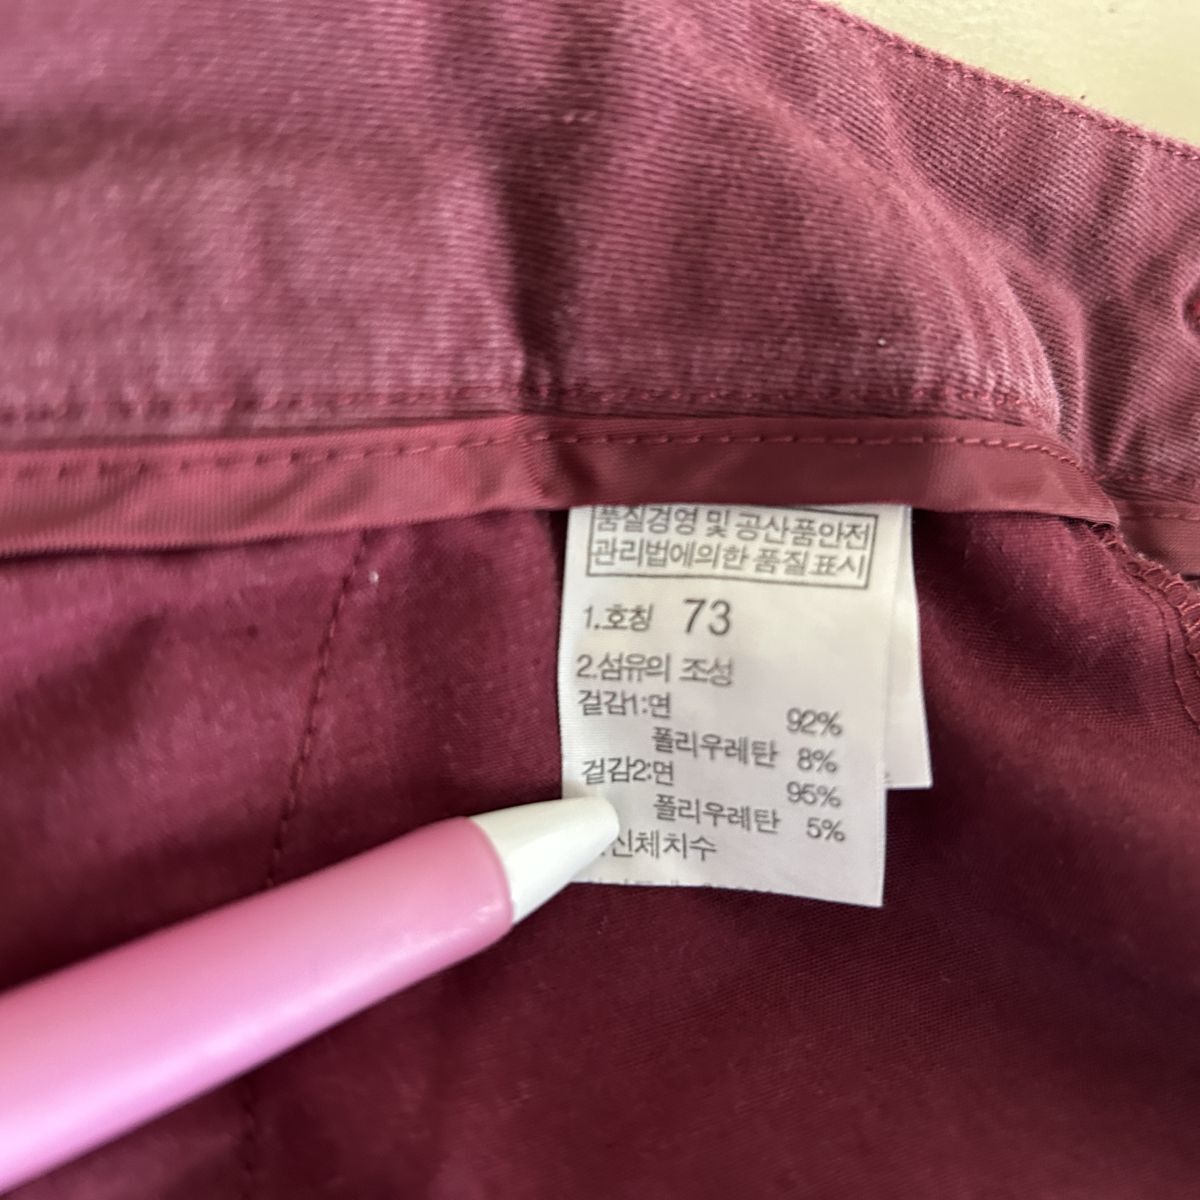 품질경영 및 공산품안전
관리법에의한 품질표시
1.호칭 73
2.섬유의 조성
겉감1:면 92%
폴리우레탄 8%
겉감2:면 95%
폴리우레탄 5%
신체치수